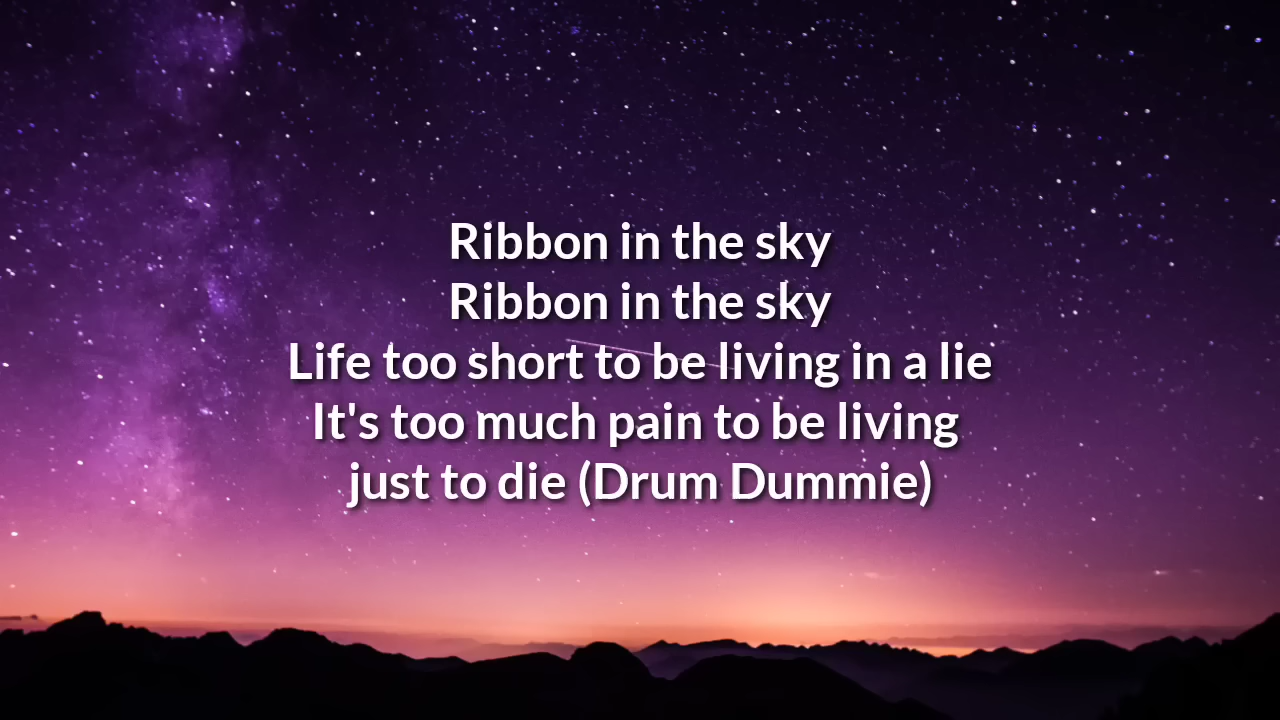 Ribbon in the sky
Ribbon in the sky
Life too short to be living in a lie
It's too much pain to be living
just to die (Drum Dummie)